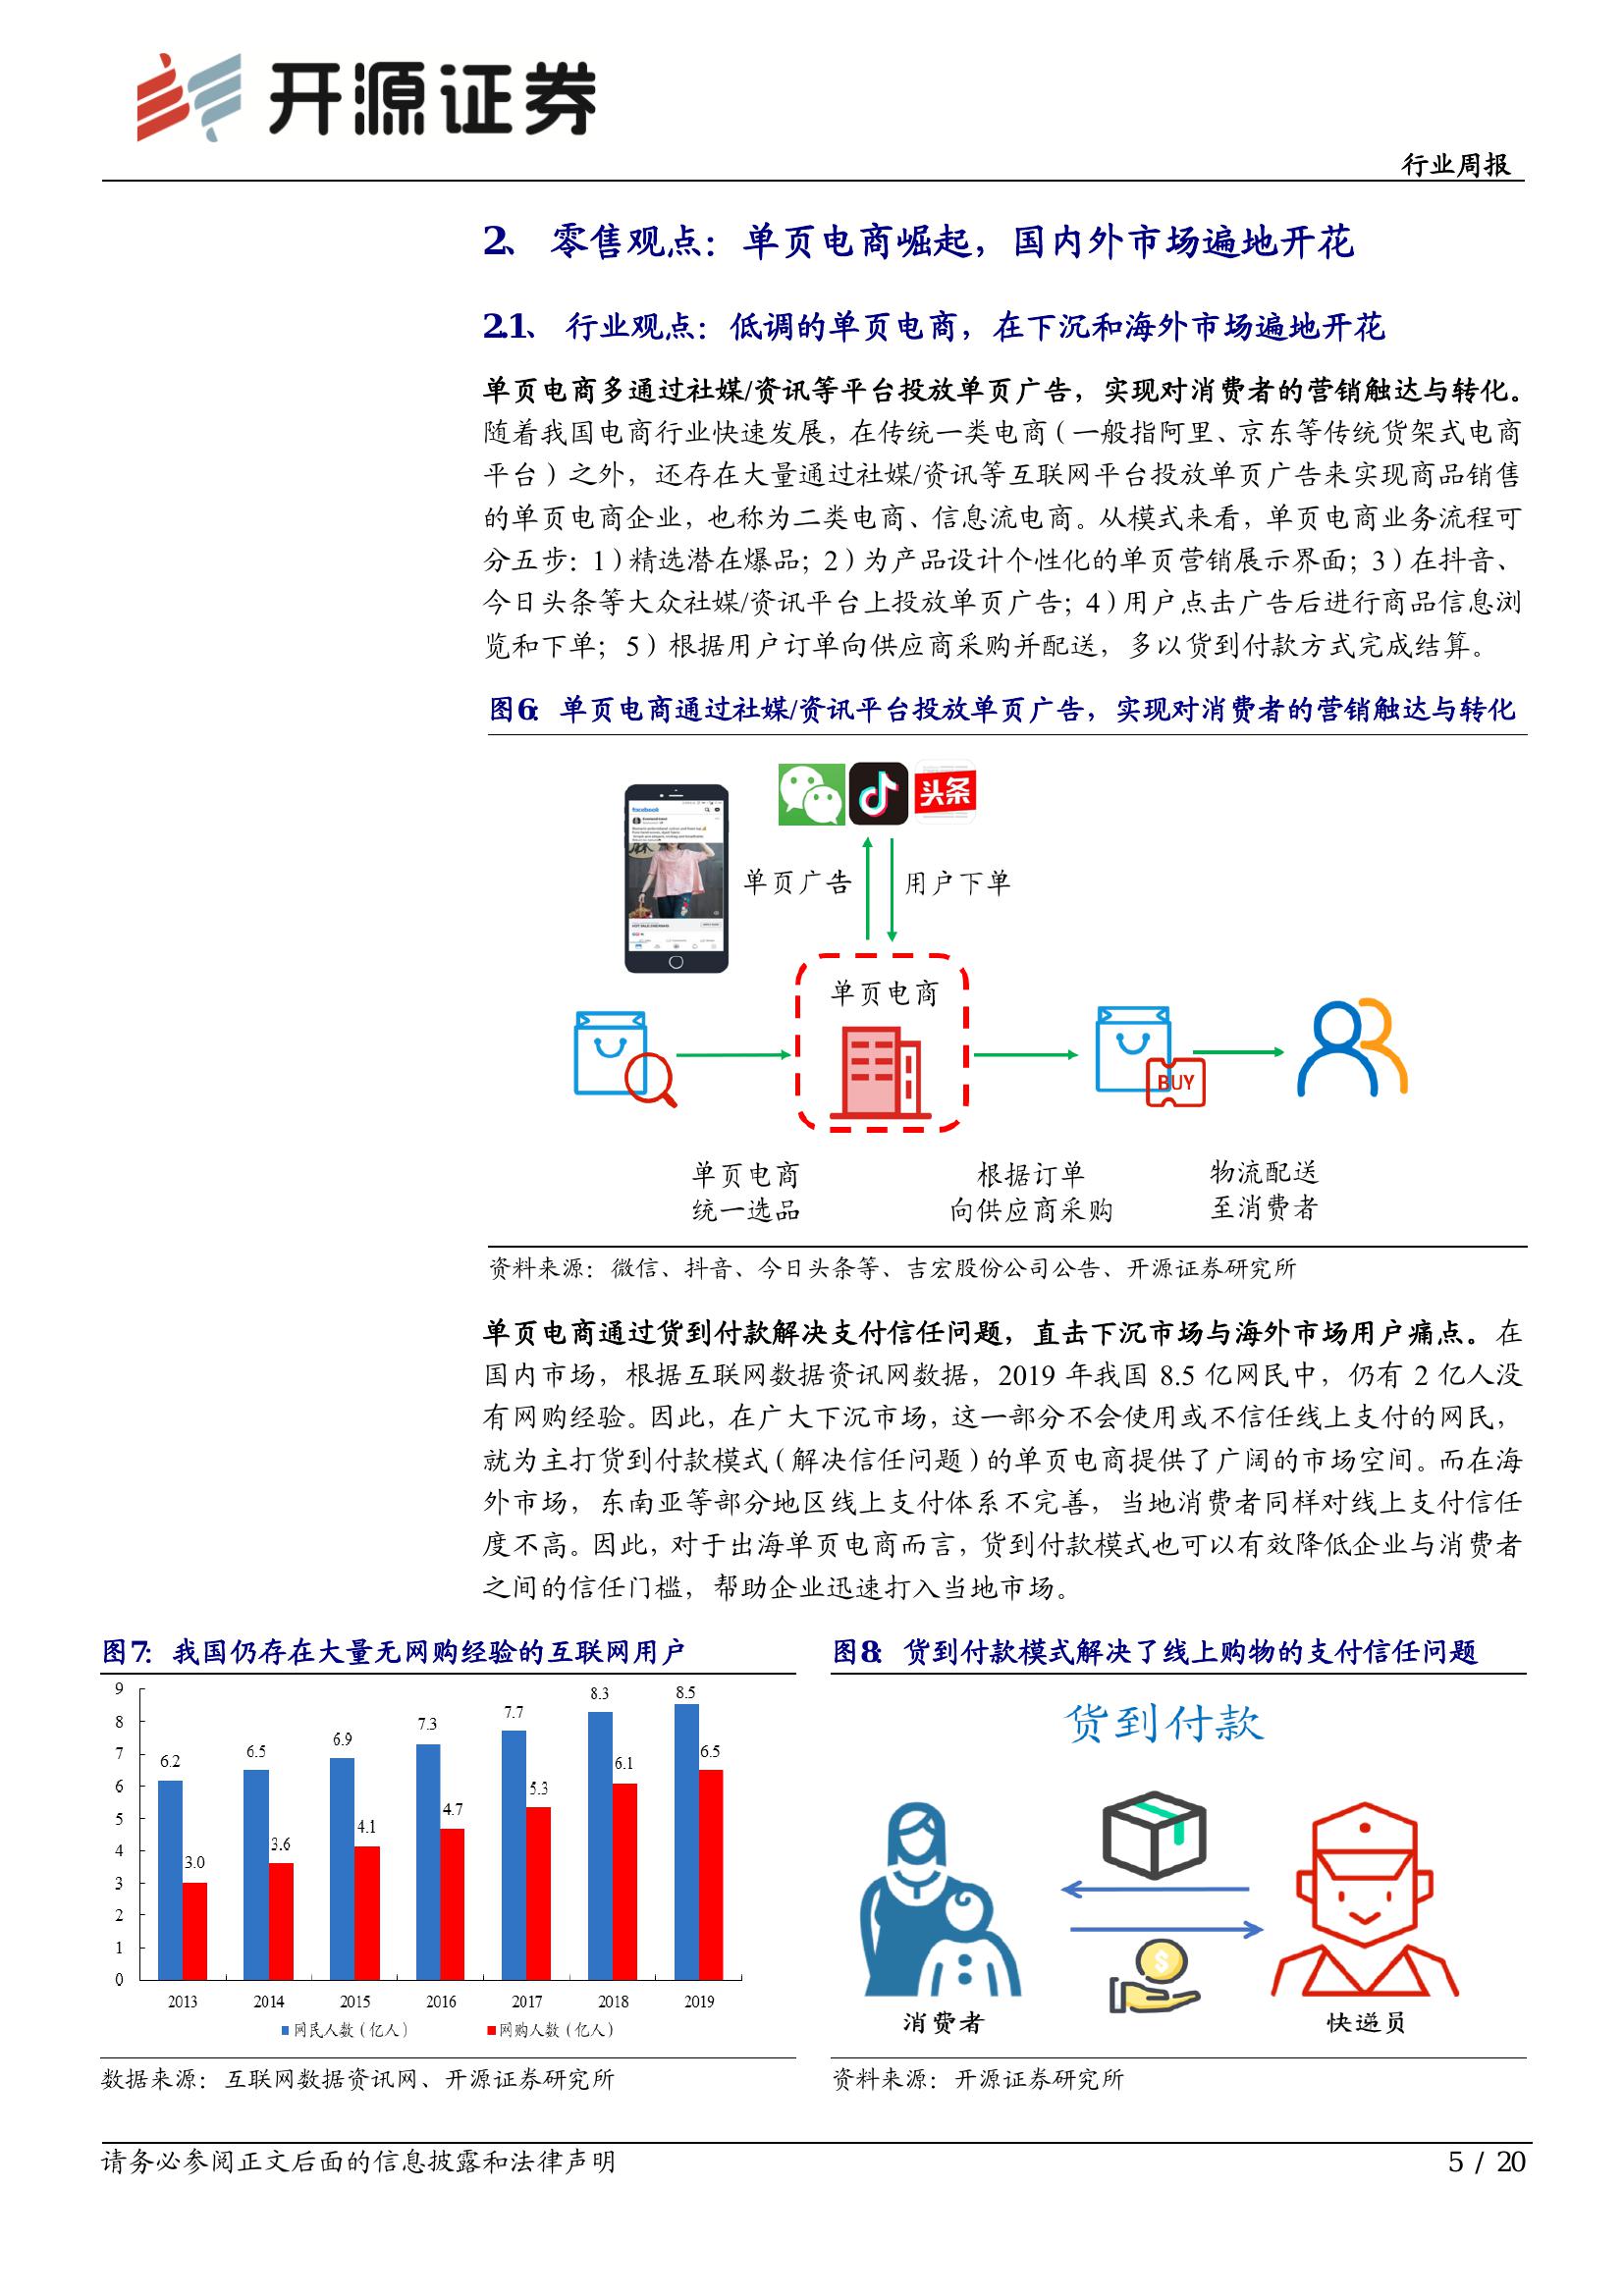 开源证券
行业周报
2、 零售观点：单页电商崛起，国内外市场遍地开花
2.1、 行业观点：低调的单页电商，在下沉和海外市场遍地开花
单页电商多通过社媒/资讯等平台投放单页广告，实现对消费者的营销触达与转化。
随着我国电商行业快速发展，在传统一类电商（一般指阿里、京东等传统货架式电商
平台）之外，还存在大量通过社媒/资讯等互联网平台投放单页广告来实现商品销售
的单页电商企业，也称为二类电商、信息流电商。从模式来看，单页电商业务流程可
分五步：1）精选潜在爆品；2）为产品设计个性化的单页营销展示界面；3）在抖音、
今日头条等大众社媒/资讯平台上投放单页广告；4）用户点击广告后进行商品信息浏
览和下单；5）根据用户订单向供应商采购并配送，多以货到付款方式完成结算。
图6： 单页电商通过社媒/资讯平台投放单页广告，实现对消费者的营销触达与转化
头条
facebook
单页广告
用户下单
单页电商
BUY
单页电商
统一选品
根据订单
向供应商采购
物流配送
至消费者
资料来源：微信、抖音、今日头条等、吉宏股份公司公告、开源证券研究所
单页电商通过货到付款解决支付信任问题，直击下沉市场与海外市场用户痛点。在
国内市场，根据互联网数据资讯网数据，2019 年我国 8.5 亿网民中，仍有 2 亿人没
有网购经验。因此，在广大下沉市场，这一部分不会使用或不信任线上支付的网民，
就为主打货到付款模式（解决信任问题）的单页电商提供了广阔的市场空间。而在海
外市场，东南亚等部分地区线上支付体系不完善，当地消费者同样对线上支付信任
度不高。因此，对于出海单页电商而言，货到付款模式也可以有效降低企业与消费者
之间的信任门槛，帮助企业迅速打入当地市场。
图7： 我国仍存在大量无网购经验的互联网用户
9
8
7
6
5
4
3
2
1
0
6.2
6.5
6.9
7.3
7.7
8.3
8.5
3.0
3.6
4.1
4.7
5.3
6.1
6.5
2013 2014 2015 2016 2017 2018 2019
网民人数（亿人） 网购人数（亿人）
数据来源：互联网数据资讯网、开源证券研究所
图8： 货到付款模式解决了线上购物的支付信任问题
货到付款
$
消费者
快递员
资料来源：开源证券研究所
请务必参阅正文后面的信息披露和法律声明
5 / 20